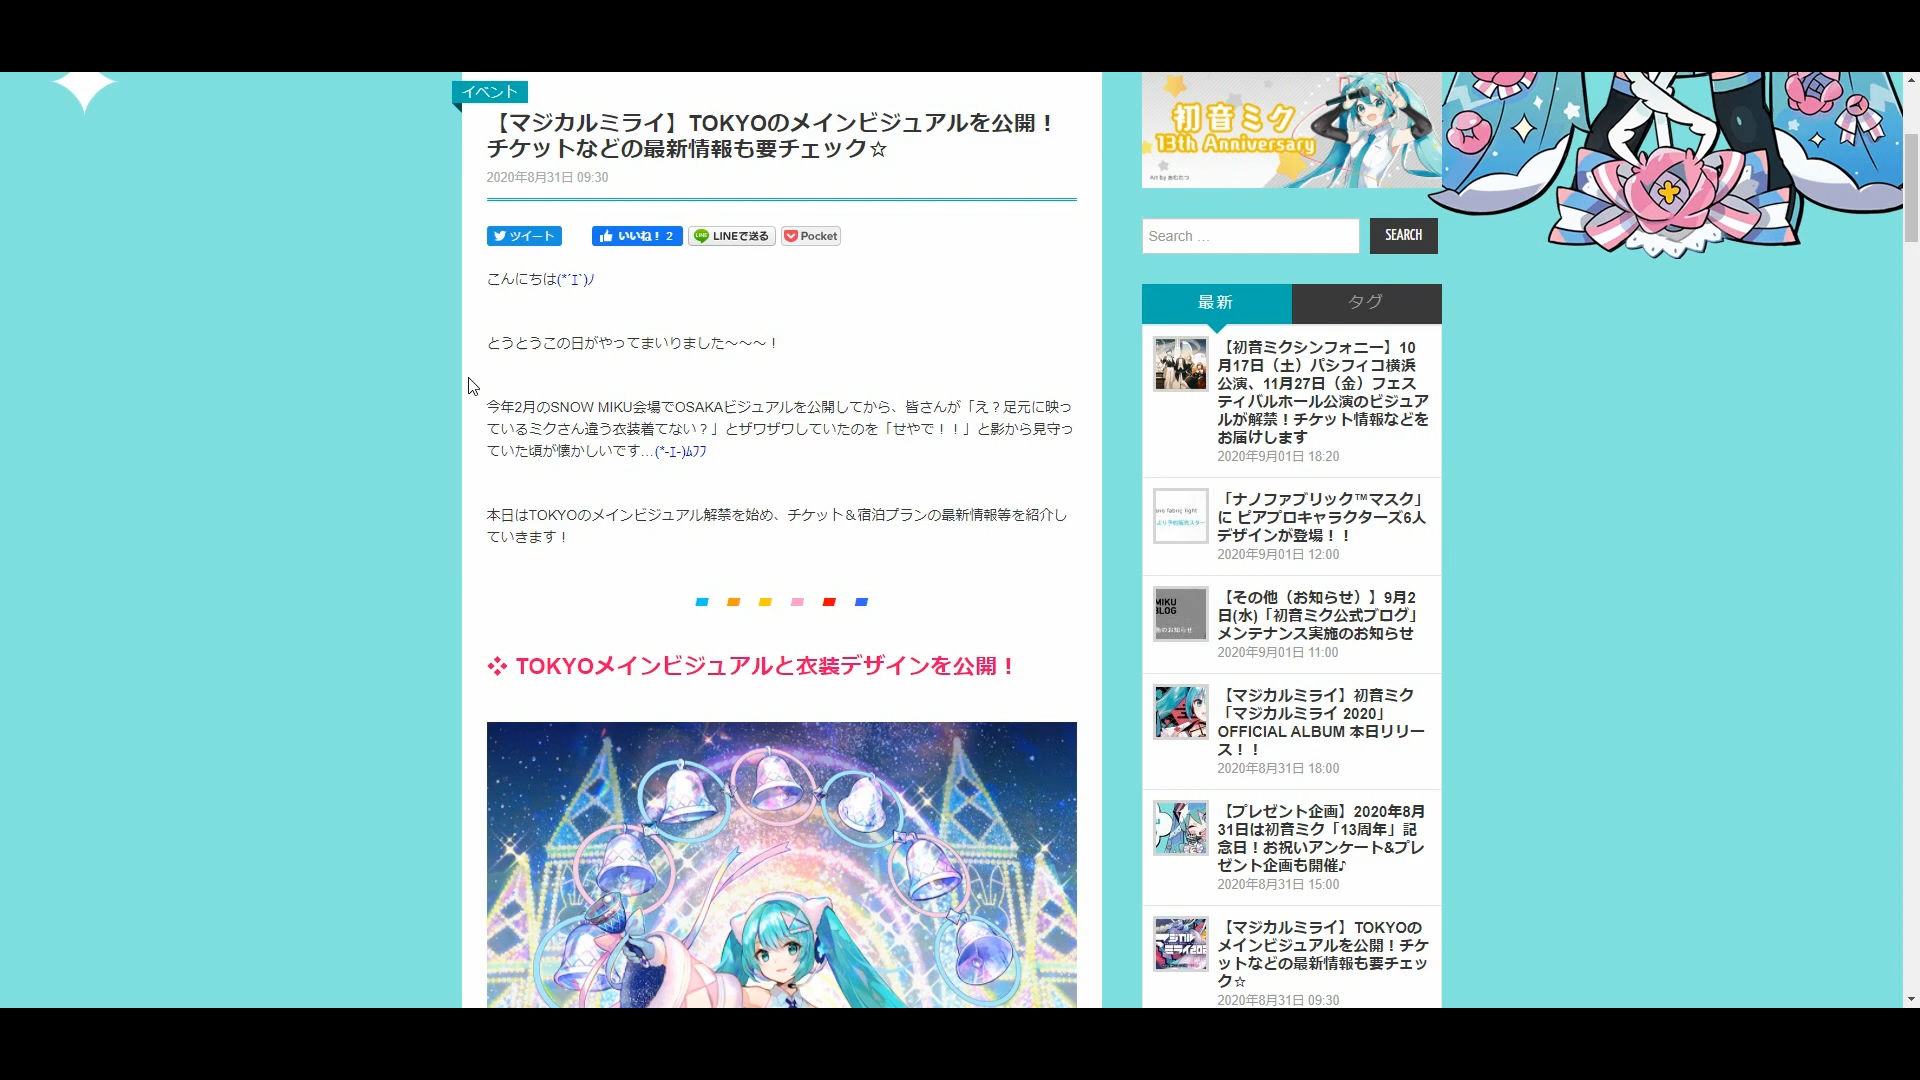 イベント
【マジカルミライ】TOKYOのメインビジュアルを公開！
チケットなどの最新情報も要チェック☆
2020年8月31日 09:30
ツイート
いいね！ 2
LINEで送る
Pocket
こんにちは(*´ｴ`)ﾉ
とうとうこの日がやってまいりました～～～！
今年2月のSNOW MIKU会場でOSAKAビジュアルを公開してから、皆さんが「え？足元に映っ
ているミクさん違う衣装着てない？」とザワザワしていたのを「せやで！！」と影から見守っ
ていた頃が懐かしいです…(*-ｴ-)ﾑﾌﾌ
本日はTOKYOのメインビジュアル解禁を始め、チケット＆宿泊プランの最新情報等を紹介し
ていきます！
TOKYOメインビジュアルと衣装デザインを公開！
初音ミク
13th Anniversary
Art by あむたつ
Search …
SEARCH
最新
タグ
【初音ミクシンフォニー】10
月17日（土）パシフィコ横浜
公演、11月27日（金）フェス
ティバルホール公演のビジュア
ルが解禁！チケット情報などを
お届けします
2020年9月01日 18:20
ano fabric light
より予約販売スター
「ナノファブリック™マスク」
に ピアプロキャラクターズ6人
デザインが登場！！
2020年9月01日 12:00
MIKU
BLOG
施のお知らせ
【その他（お知らせ）】9月2
日(水)「初音ミク公式ブログ」
メンテナンス実施のお知らせ
2020年9月01日 11:00
【マジカルミライ】初音ミク
「マジカルミライ 2020」
OFFICIAL ALBUM 本日リリー
ス！！
2020年8月31日 18:00
【プレゼント企画】2020年8月
31日は初音ミク「13周年」記
念日！お祝いアンケート&プレ
ゼント企画も開催♪
2020年8月31日 15:00
【マジカルミライ】TOKYOの
メインビジュアルを公開！チケ
ットなどの最新情報も要チェッ
ク☆
2020年8月31日 09:30